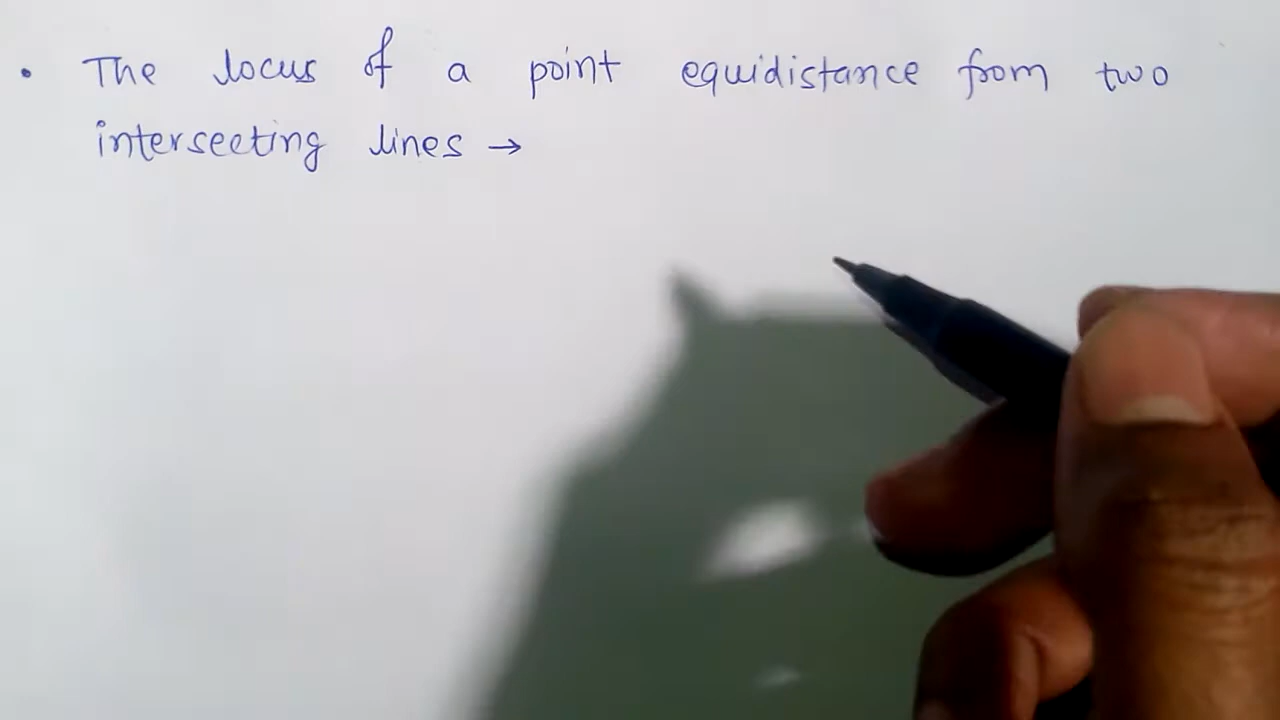 • The locus of a point equidistance from two
intersecting lines →